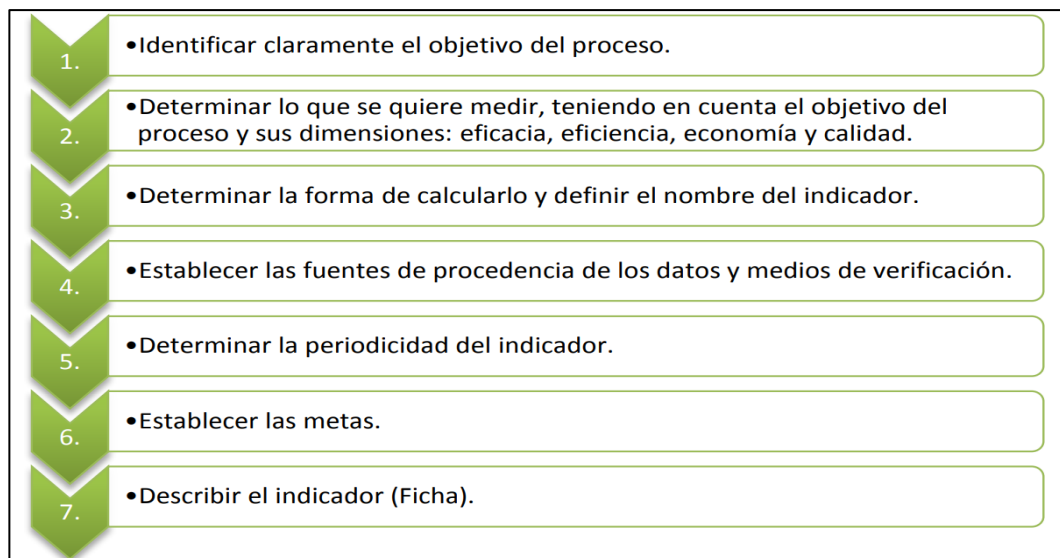 1. •Identificar claramente el objetivo del proceso.
2. •Determinar lo que se quiere medir, teniendo en cuenta el objetivo del
proceso y sus dimensiones: eficacia, eficiencia, economía y calidad.
3. •Determinar la forma de calcularlo y definir el nombre del indicador.
4. •Establecer las fuentes de procedencia de los datos y medios de verificación.
5. •Determinar la periodicidad del indicador.
6. •Establecer las metas.
7. •Describir el indicador (Ficha).